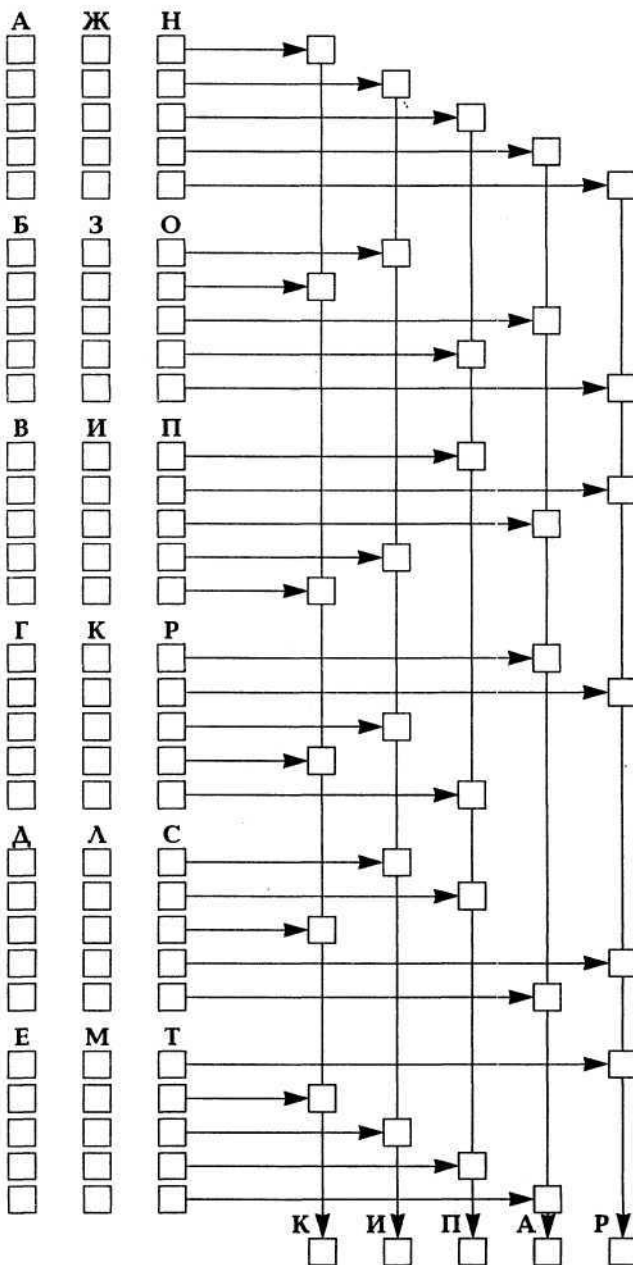 А Ж Н
Б З О
В И П
Г К Р
Д Л С
Е М Т
К И П А Р